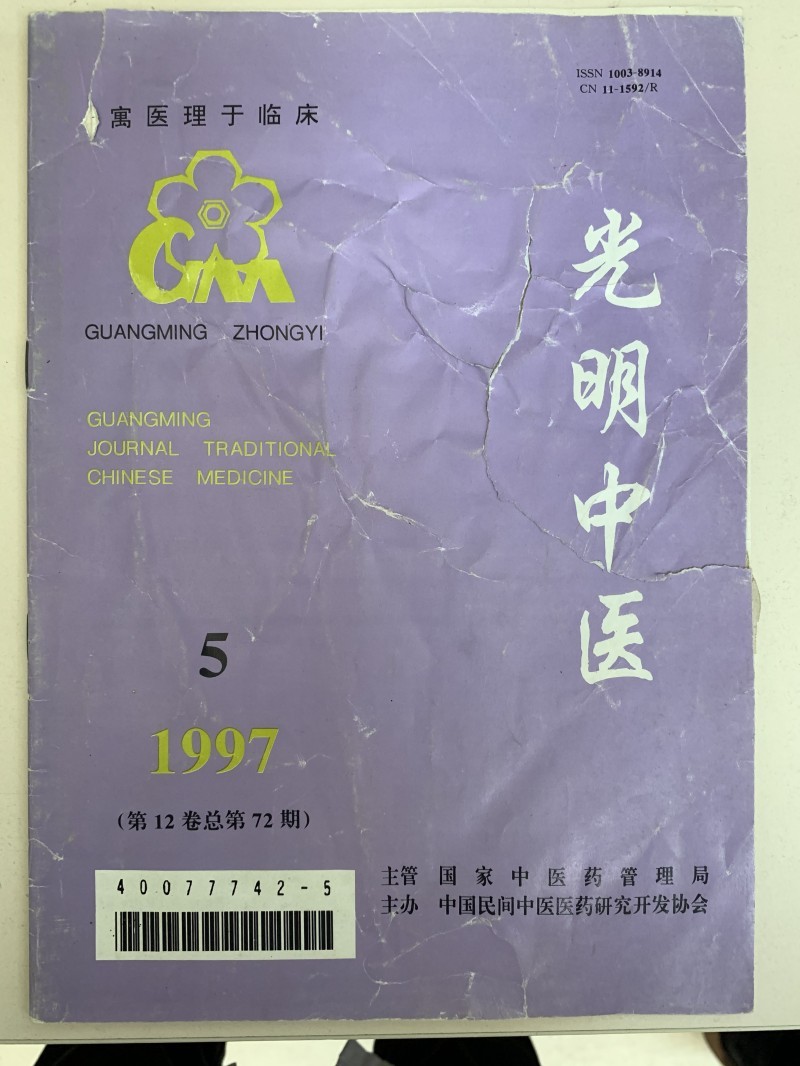 ISSN 1003-8914
CN 11-1592/R
寓医理于临床
GM
GUANGMING ZHONGYI
光明中医
GUANGMING
JOURNAL TRADITIONAL
CHINESE MEDICINE
5
1997
(第12卷总第72期)
40077742-5
主管 国家中医药管理局
主办 中国民间中医医药研究开发协会